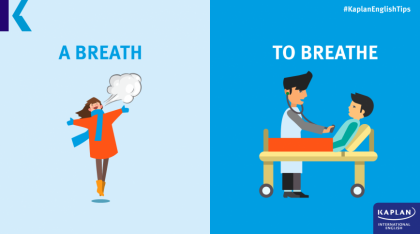 #KaplanEnglishTips
A BREATH
TO BREATHE
KAPLAN
INTERNATIONAL
ENGLISH